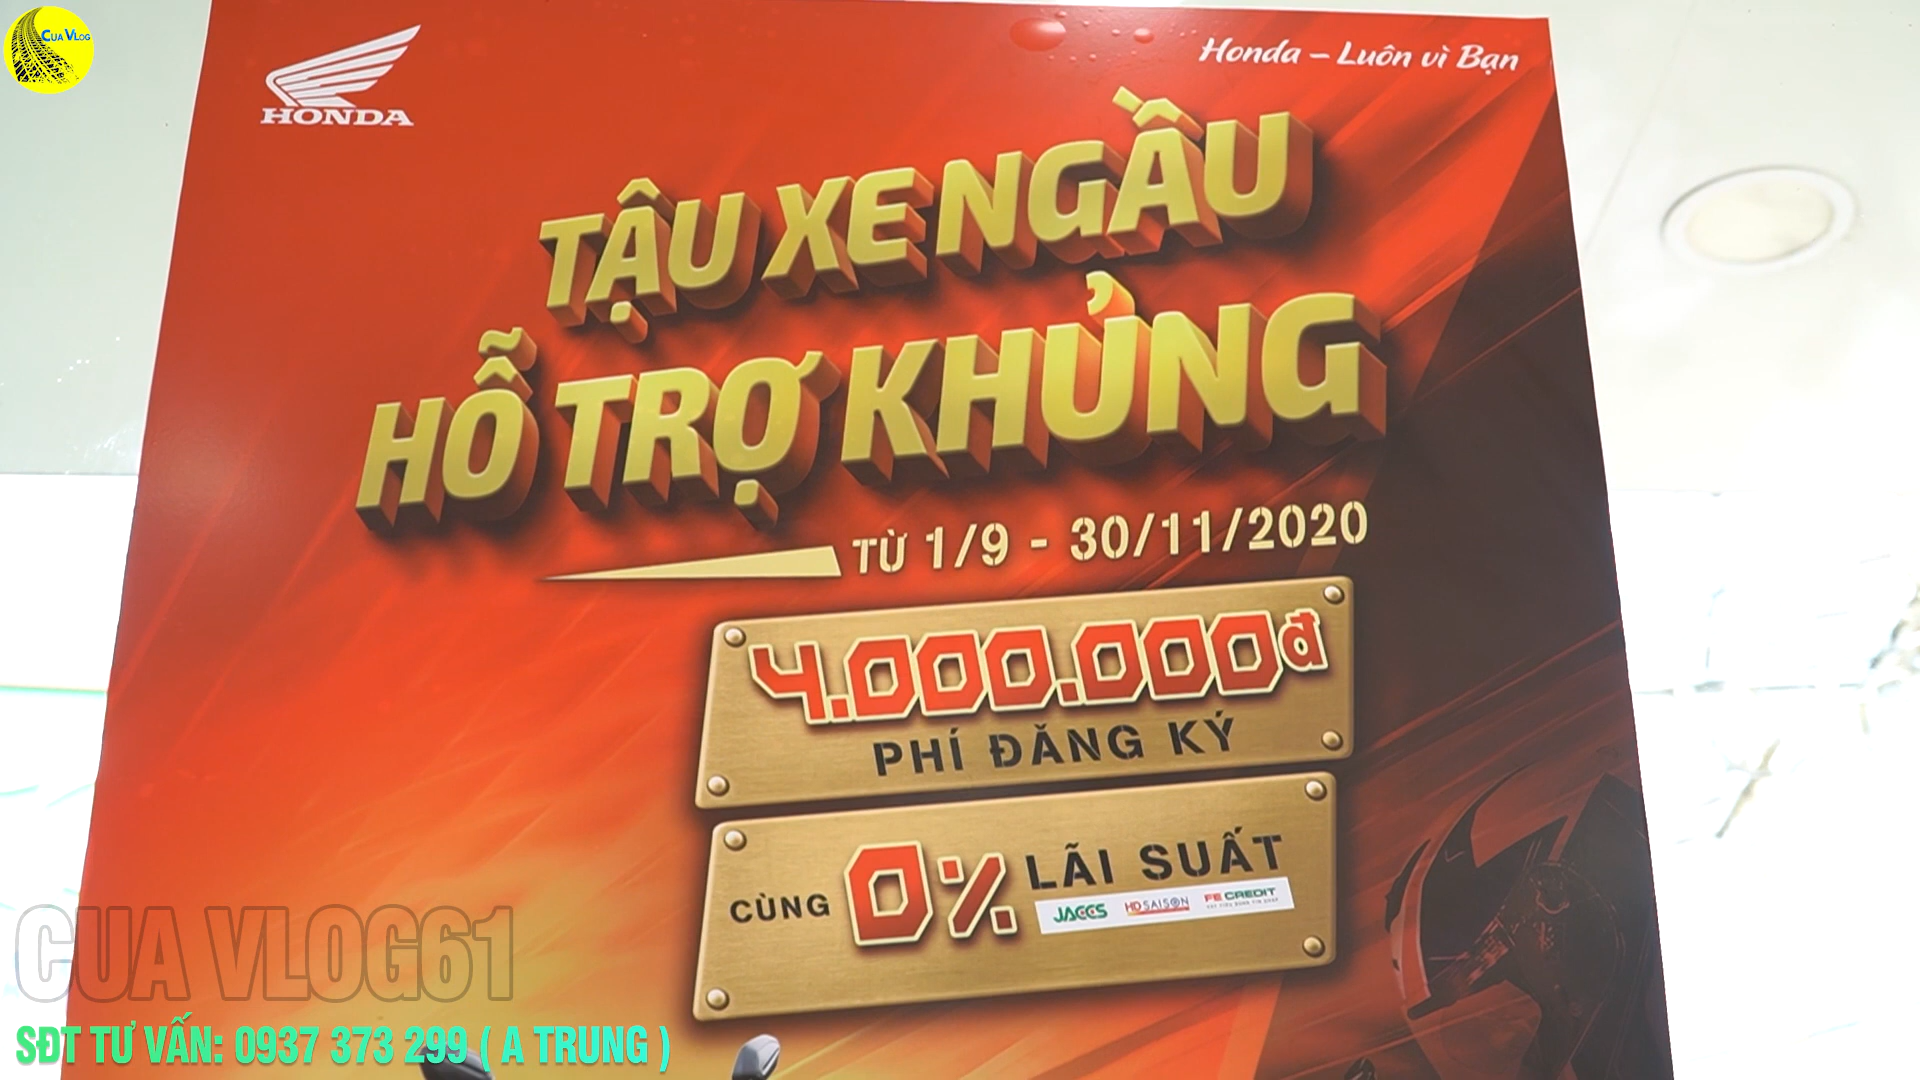 CUA VLOG
HONDA
Honda – Luôn vì Bạn
TẬU XE NGẦU
HỖ TRỢ KHỦNG
TỪ 1/9 - 30/11/2020
4.000.000đ
PHÍ ĐĂNG KÝ
CÙNG 0% LÃI SUẤT
JACCS HD SAISON FE CREDIT
CUA VLOG61
SĐT TƯ VẤN: 0937 373 299 ( A TRUNG )